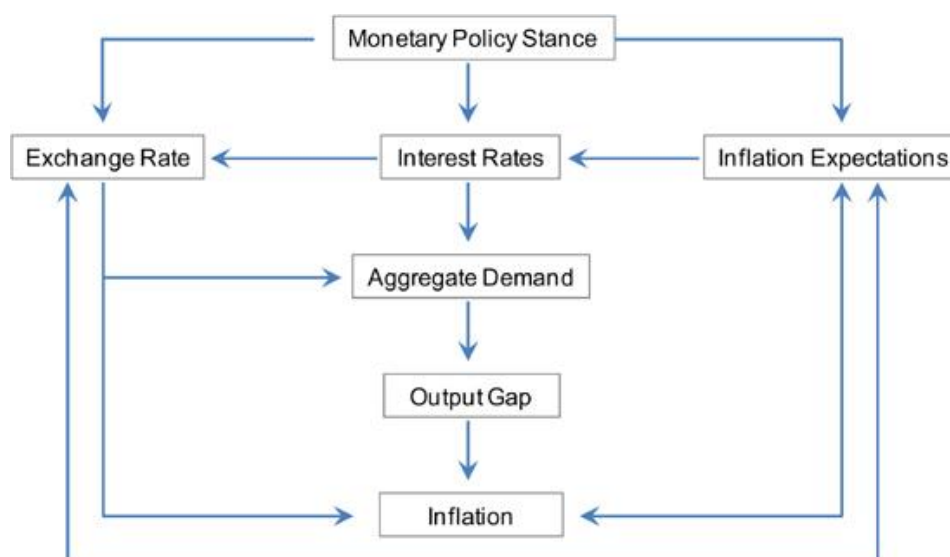 Monetary Policy Stance
Exchange Rate
Interest Rates
Inflation Expectations
Aggregate Demand
Output Gap
Inflation